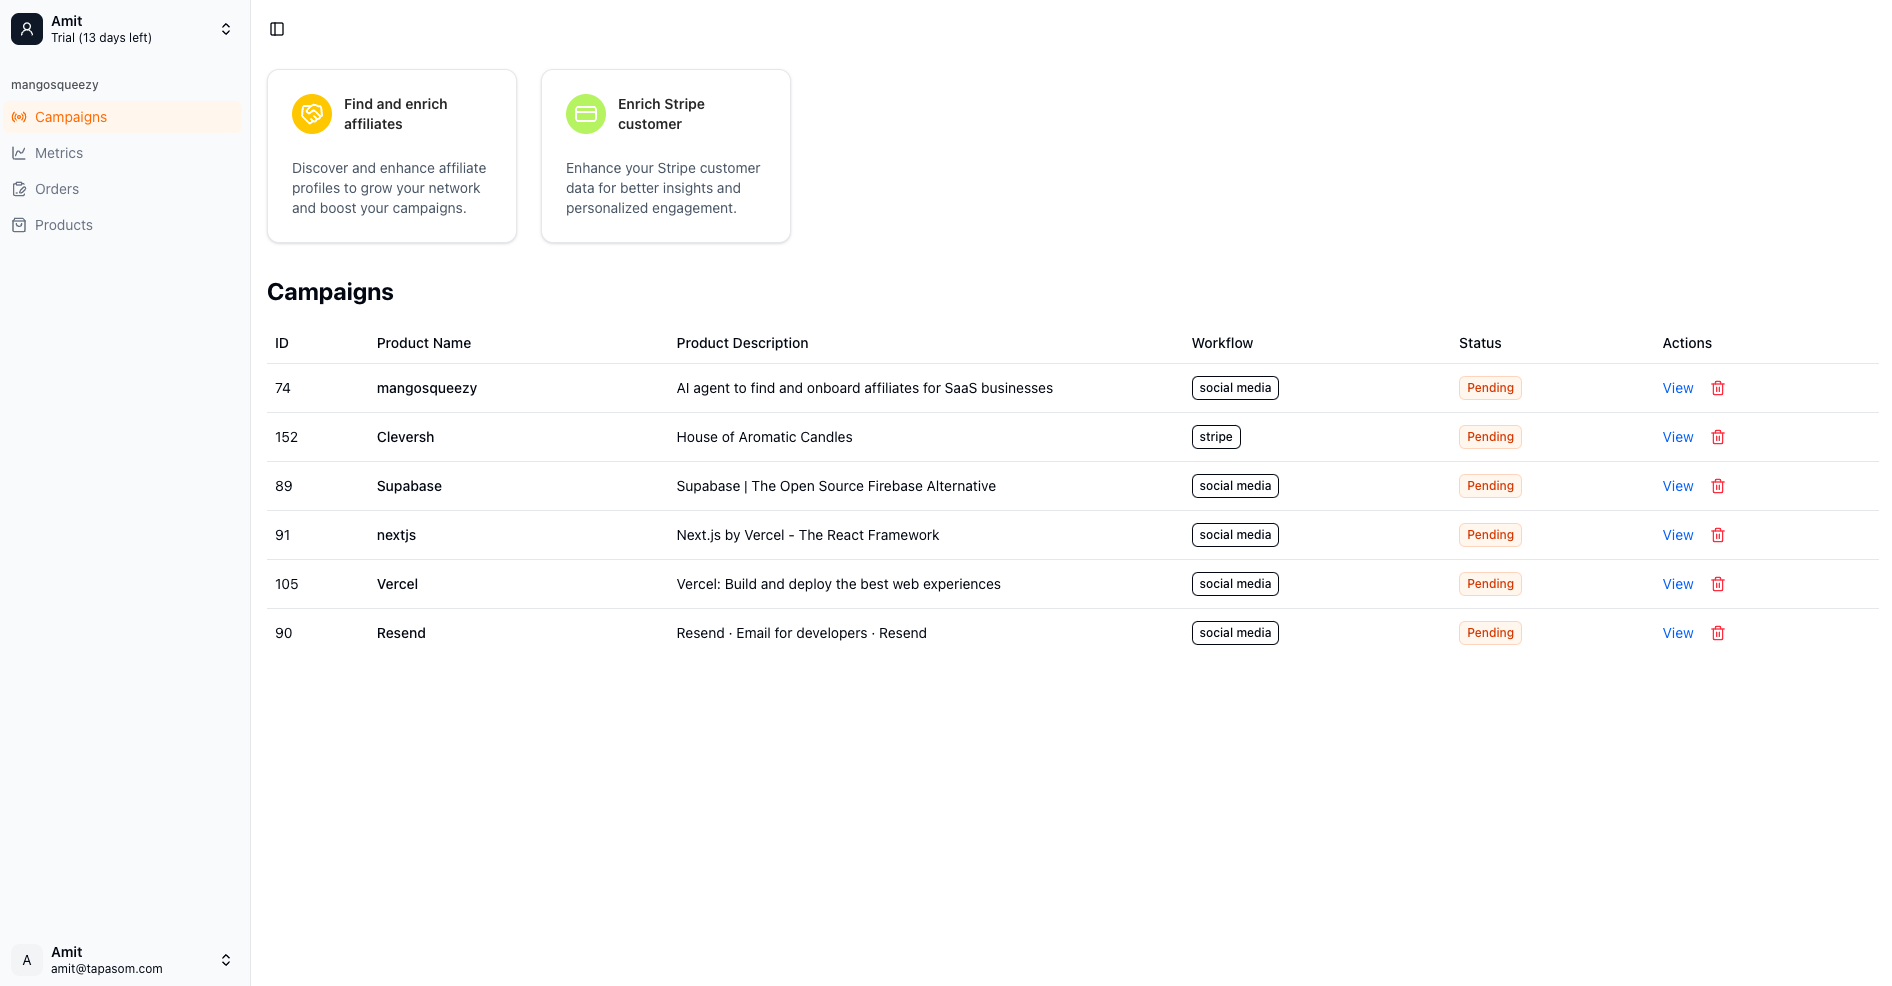 Amit
Trial (13 days left)
mangosqueezy
Campaigns
Metrics
Orders
Products
Find and enrich
affiliates
Discover and enhance affiliate
profiles to grow your network
and boost your campaigns.
Enrich Stripe
customer
Enhance your Stripe customer
data for better insights and
personalized engagement.
Campaigns
ID Product Name Product Description Workflow Status Actions
74 mangosqueezy AI agent to find and onboard affiliates for SaaS businesses social media Pending View
152 Cleversh House of Aromatic Candles stripe Pending View
89 Supabase Supabase | The Open Source Firebase Alternative social media Pending View
91 nextjs Next.js by Vercel - The React Framework social media Pending View
105 Vercel Vercel: Build and deploy the best web experiences social media Pending View
90 Resend Resend · Email for developers · Resend social media Pending View
A
Amit
amit@tapasom.com